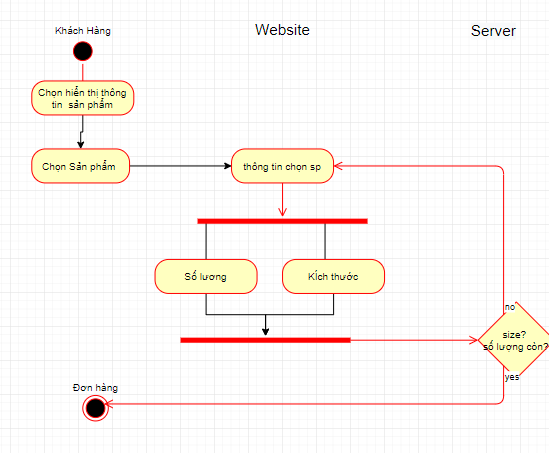 Khách Hàng
Website
Server
Chọn hiển thị thông
tin sản phẩm
Chọn Sản phẩm
thông tin chọn sp
Số lương
Kích thước
no
size?
số lượng còn?
yes
Đơn hàng